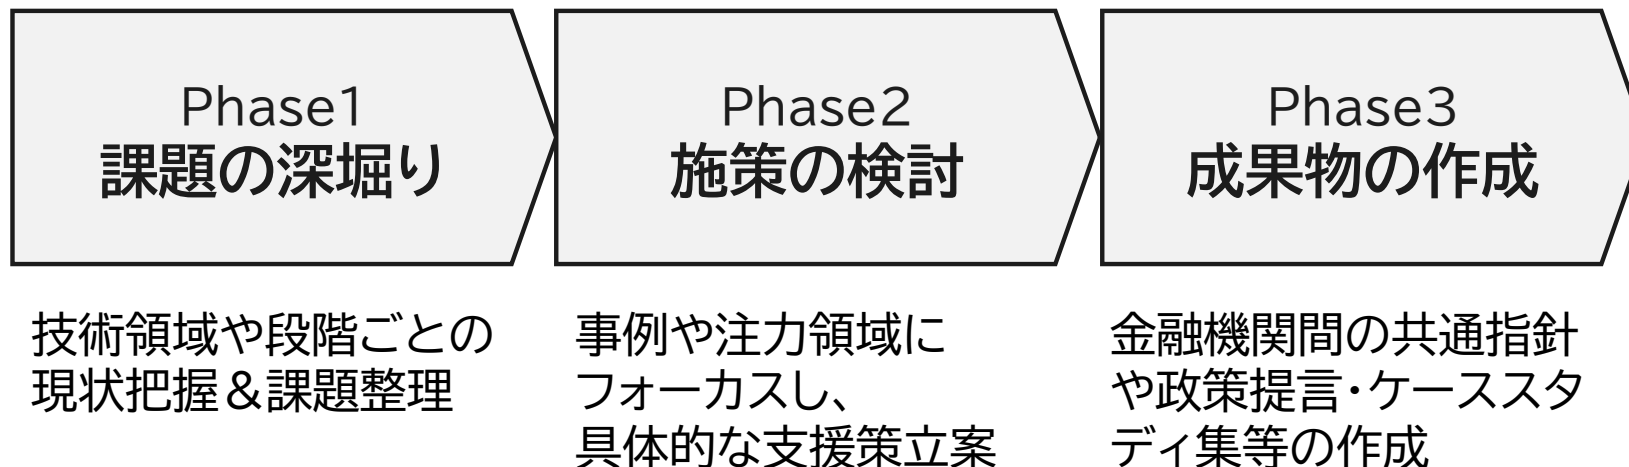 Phase1
課題の深堀り
技術領域や段階ごとの
現状把握＆課題整理
Phase2
施策の検討
事例や注力領域に
フォーカスし、
具体的な支援策立案
Phase3
成果物の作成
金融機関間の共通指針
や政策提言・ケーススタ
ディ集等の作成